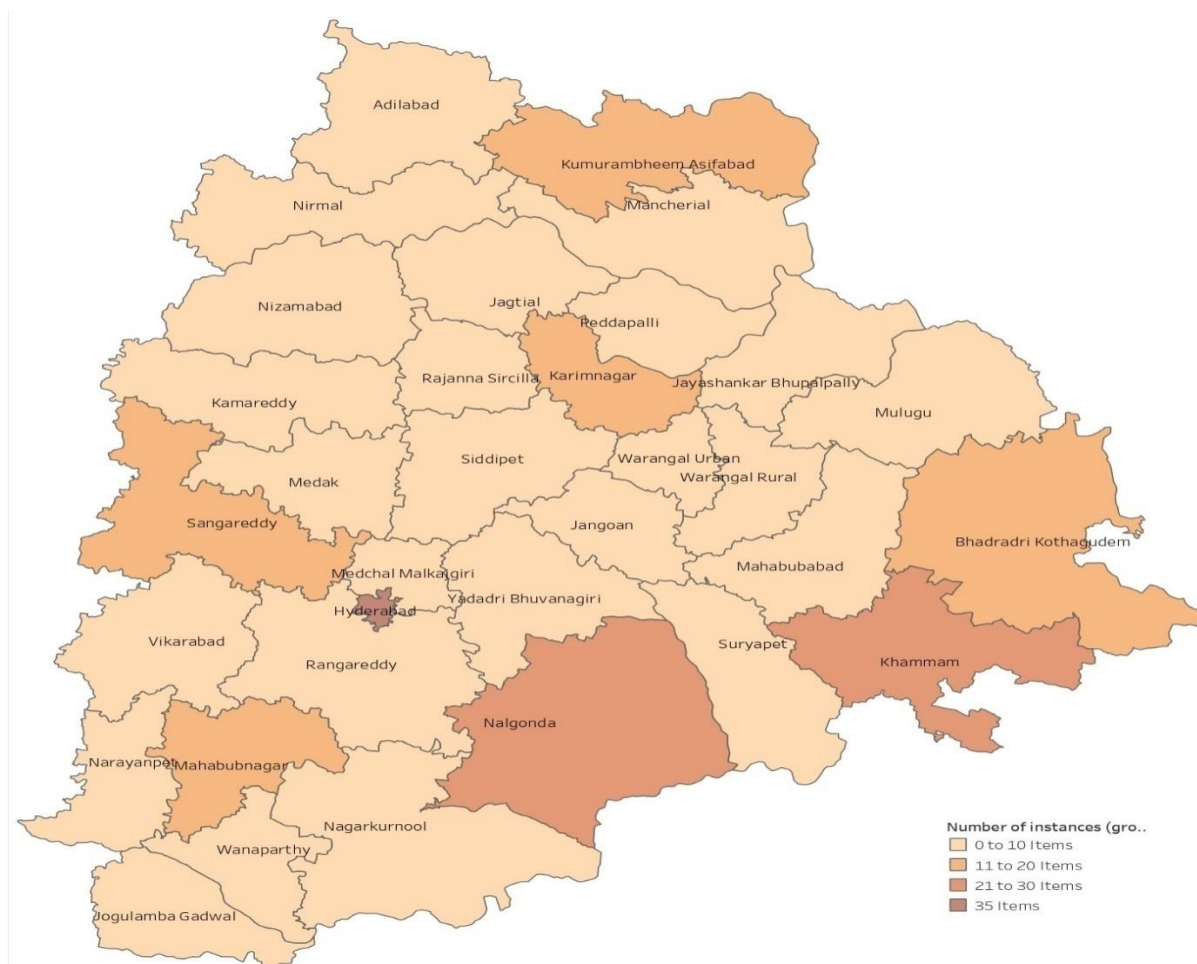 Adilabad
Kumurambheem Asifabad
Nirmal
Mancherial
Nizamabad
Jagtial
Peddapalli
Rajanna Sircilla
Karimnagar
Jayashankar Bhupalpally
Kamareddy
Mulugu
Siddipet
Warangal Urban
Medak
Warangal Rural
Sangareddy
Jangoan
Bhadradri Kothagudem
Medchal Malkajgiri
Mahabubabad
Yadadri Bhuvanagiri
Hyderabad
Vikarabad
Suryapet
Rangareddy
Khammam
Nalgonda
Narayanpet
Mahabubnagar
Nagarkurnool
Wanaparthy
Jogulamba Gadwal
Number of instances (gro..
0 to 10 Items
11 to 20 Items
21 to 30 Items
35 Items